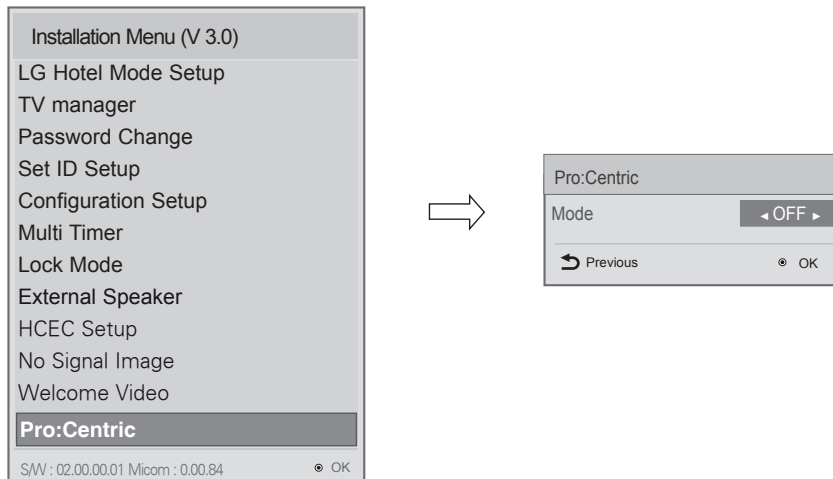 Installation Menu (V 3.0)
LG Hotel Mode Setup
TV manager
Password Change
Set ID Setup
Configuration Setup
Multi Timer
Lock Mode
External Speaker
HCEC Setup
No Signal Image
Welcome Video
Pro:Centric
S/W : 02.00.00.01 Micom : 0.00.84 ◉ OK
Pro:Centric
Mode ◂ OFF ▸
Previous ◉ OK